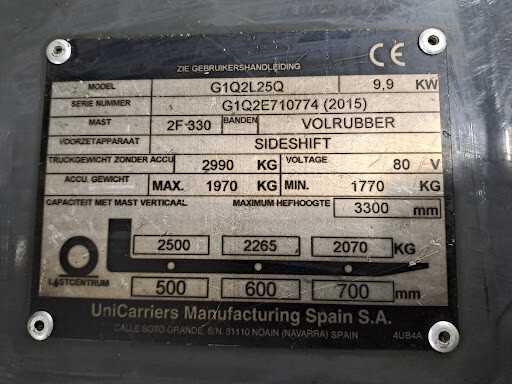 ZIE GEBRUIKERSHANDLEIDING
CE
MODEL G1Q2L25Q 9,9 KW
SERIE NUMMER G1Q2E710774 (2015)
MAST 2F 330 BANDEN VOLRUBBER
VOORZETAPPARAAT SIDESHIFT
TRUCKGEWICHT ZONDER ACCU 2990 KG VOLTAGE 80 V
ACCU. GEWICHT MAX. 1970 KG MIN. 1770 KG
CAPACITEIT MET MAST VERTICAAL MAXIMUM HEFHOOGTE 3300 mm
2500 2265 2070 KG
LASTCENTRUM 500 600 700 mm
UniCarriers Manufacturing Spain S.A.
CALLE SOTO GRANDE, S/N. 31110 NOAIN (NAVARRA) SPAIN 4UB4A